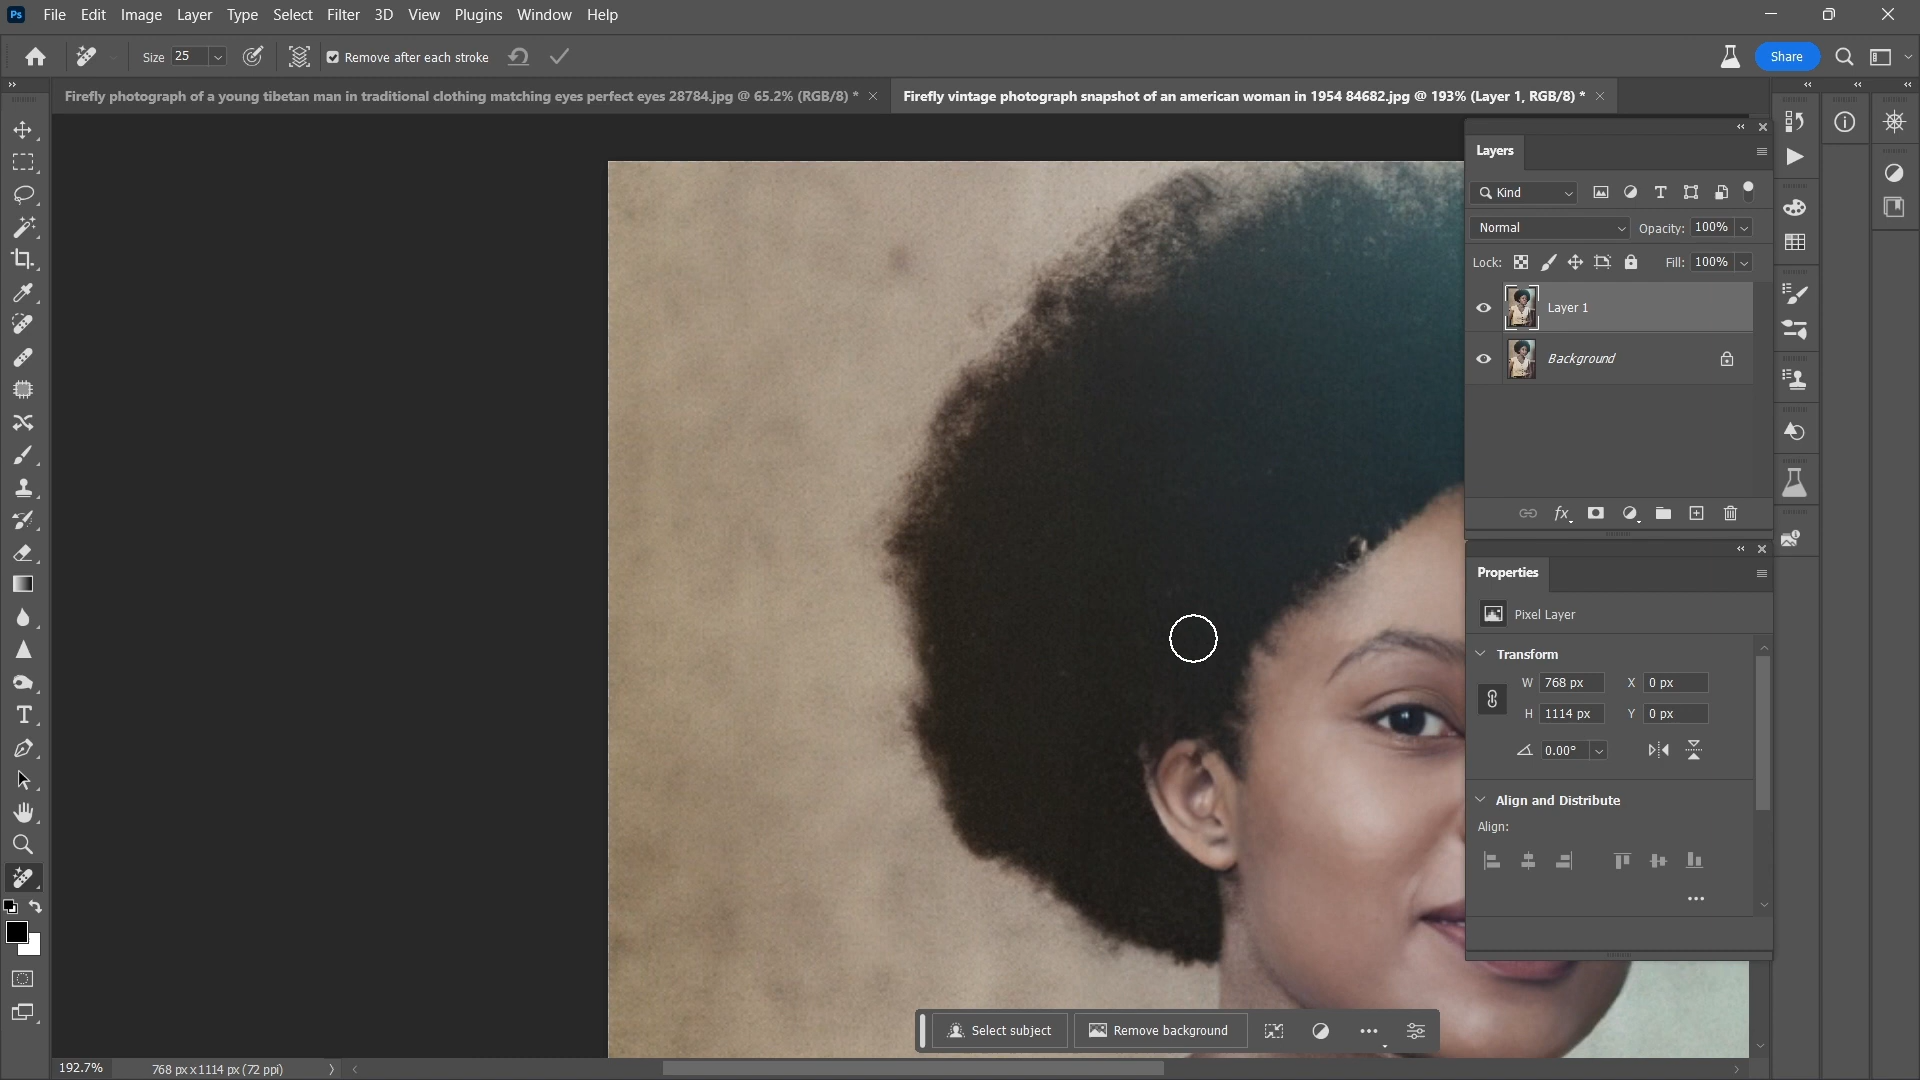 Ps File Edit Image Layer Type Select Filter 3D View Plugins Window Help
Size 25 Remove after each stroke Share
Firefly photograph of a young tibetan man in traditional clothing matching eyes perfect eyes 28784.jpg @ 65.2% (RGB/8) * Firefly vintage photograph snapshot of an american woman in 1954 84682.jpg @ 193% (Layer 1, RGB/8) *
Layers
Kind
Normal Opacity: 100%
Lock: Fill: 100%
Layer 1
Background
fx
Properties
Pixel Layer
Transform
W 768 px X 0 px
H 1114 px Y 0 px
0.00°
Align and Distribute
Align:
Select subject Remove background
192.7% 768 px x 1114 px (72 ppi)